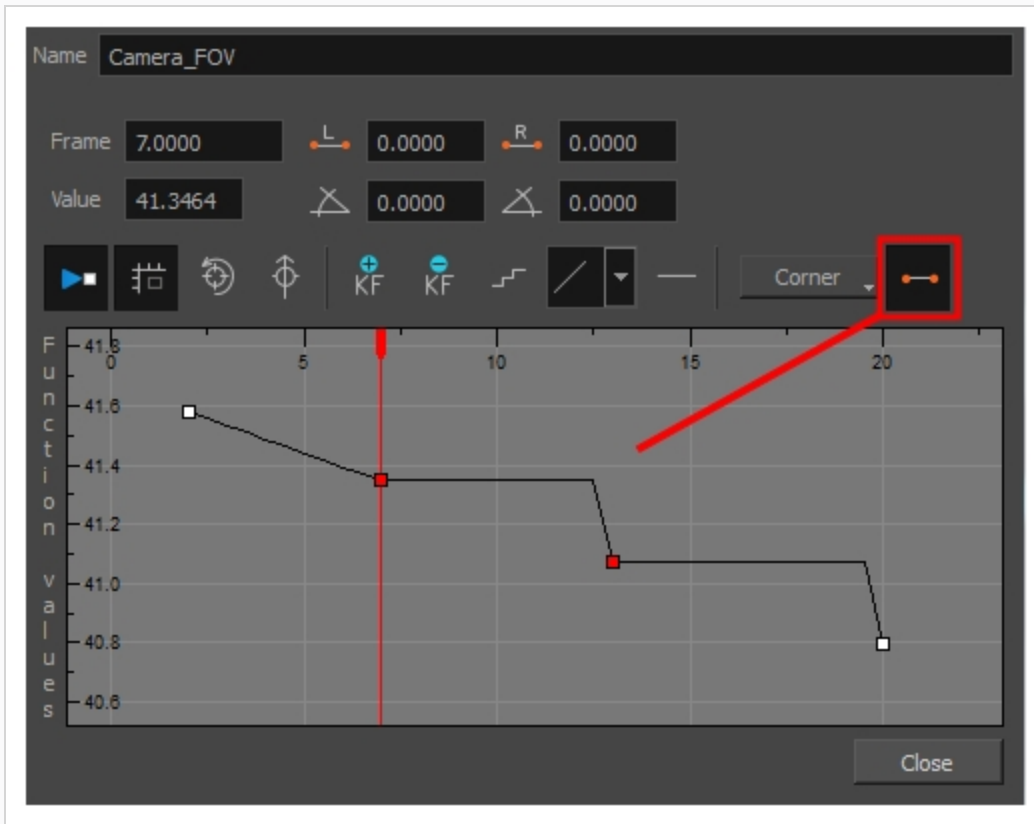 Name Camera_FOV
Frame 7.0000 L 0.0000 R 0.0000
Value 41.3464 0.0000 0.0000
KF KF Corner
Function values
41.8
0 5 10 15 20
41.6
41.4
41.2
41.0
40.8
40.6
Close